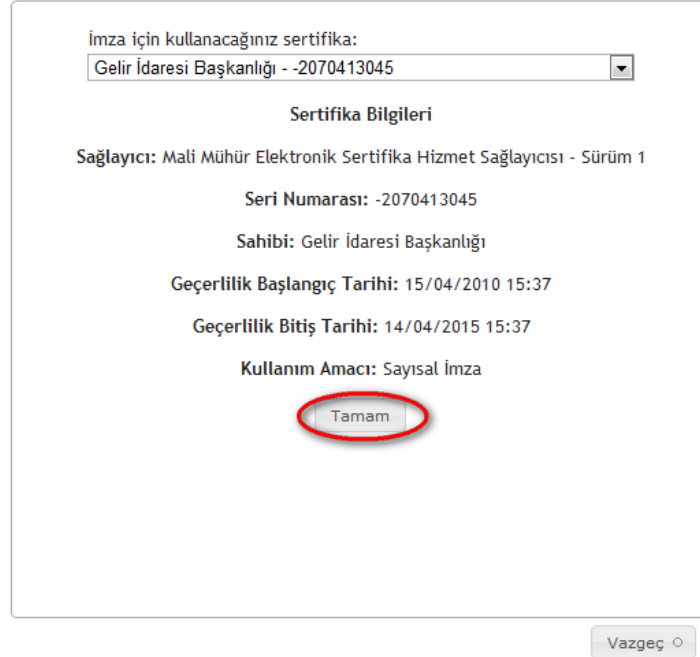 İmza için kullanacağınız sertifika:
Gelir İdaresi Başkanlığı - -2070413045
Sertifika Bilgileri
Sağlayıcı: Mali Mühür Elektronik Sertifika Hizmet Sağlayıcısı - Sürüm 1
Seri Numarası: -2070413045
Sahibi: Gelir İdaresi Başkanlığı
Geçerlilik Başlangıç Tarihi: 15/04/2010 15:37
Geçerlilik Bitiş Tarihi: 14/04/2015 15:37
Kullanım Amacı: Sayısal İmza
Tamam
Vazgeç